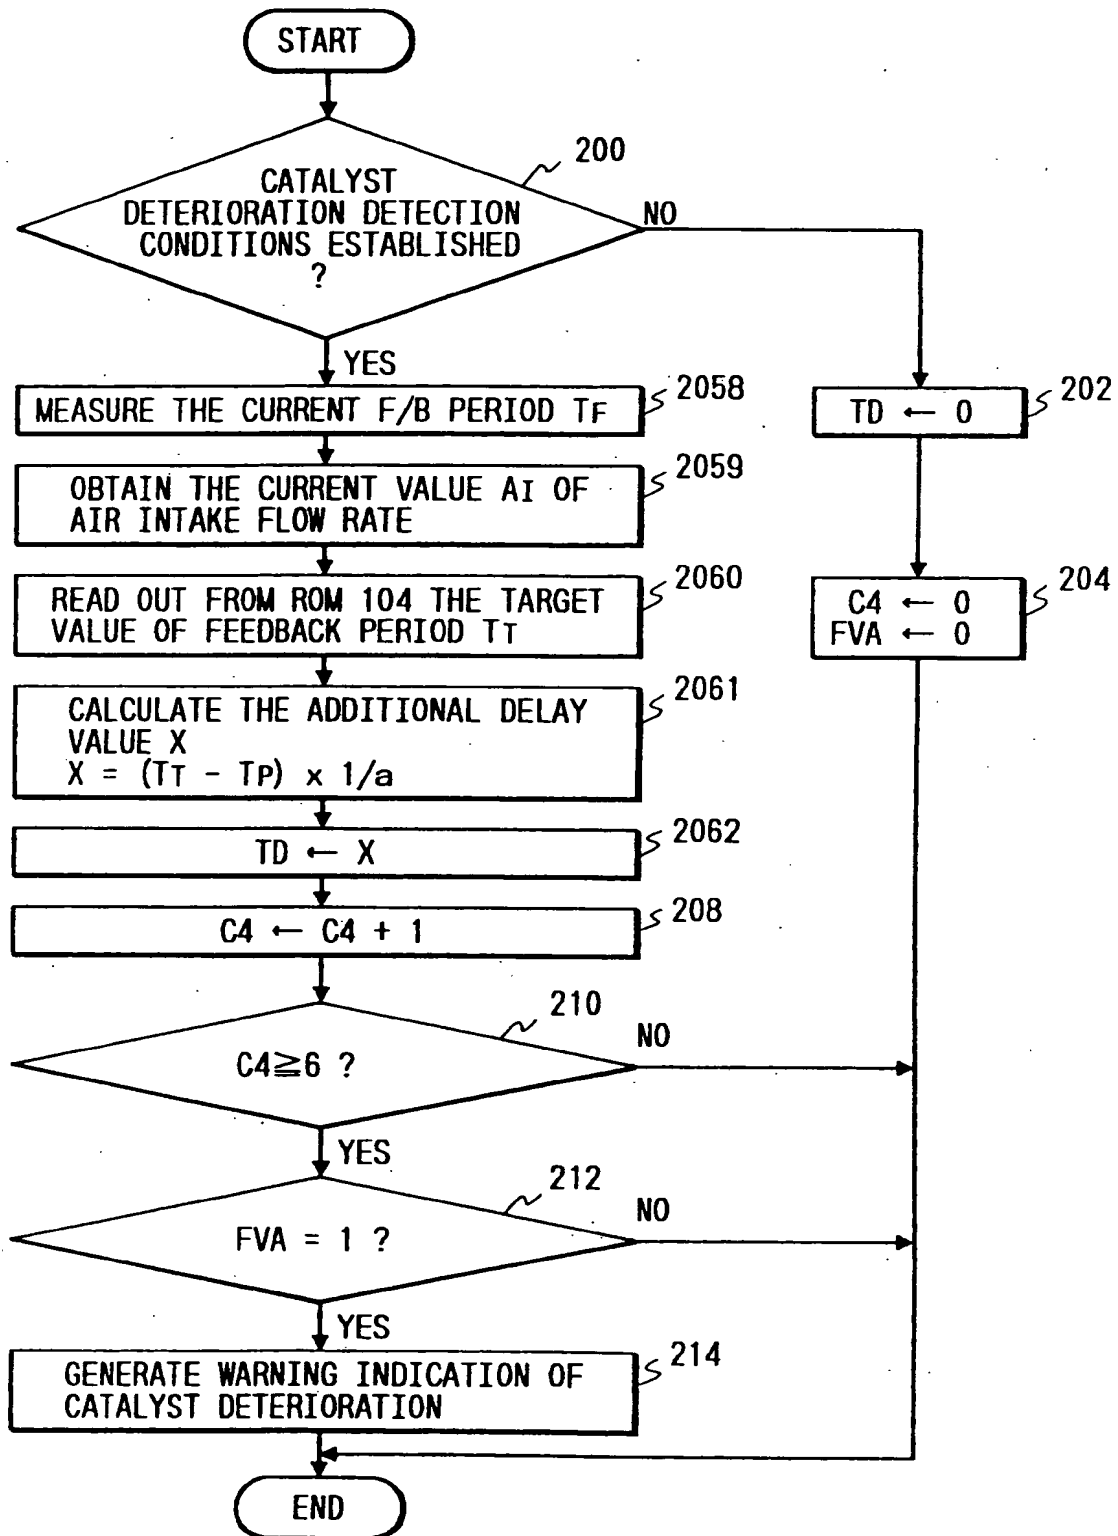 START
200
CATALYST
DETERIORATION DETECTION
CONDITIONS ESTABLISHED
?
NO
YES
MEASURE THE CURRENT F/B PERIOD TF
2058
TD ← 0
202
OBTAIN THE CURRENT VALUE AI OF
AIR INTAKE FLOW RATE
2059
READ OUT FROM ROM 104 THE TARGET
VALUE OF FEEDBACK PERIOD TT
2060
C4 ← 0
FVA ← 0
204
CALCULATE THE ADDITIONAL DELAY
VALUE X
X = (TT - TP) x 1/a
2061
TD ← X
2062
C4 ← C4 + 1
208
C4≧6 ?
210
NO
YES
FVA = 1 ?
212
NO
YES
GENERATE WARNING INDICATION OF
CATALYST DETERIORATION
214
END